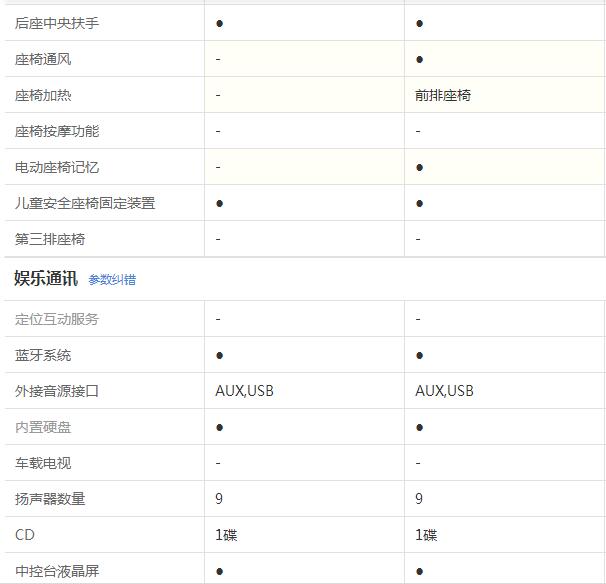 后座中央扶手 ● ●
座椅通风 - ●
座椅加热 - 前排座椅
座椅按摩功能 - -
电动座椅记忆 - ●
儿童安全座椅固定装置 ● ●
第三排座椅 - -
娱乐通讯 参数纠错
定位互动服务 - -
蓝牙系统 ● ●
外接音源接口 AUX,USB AUX,USB
内置硬盘 ● ●
车载电视 - -
扬声器数量 9 9
CD 1碟 1碟
中控台液晶屏 ● ●